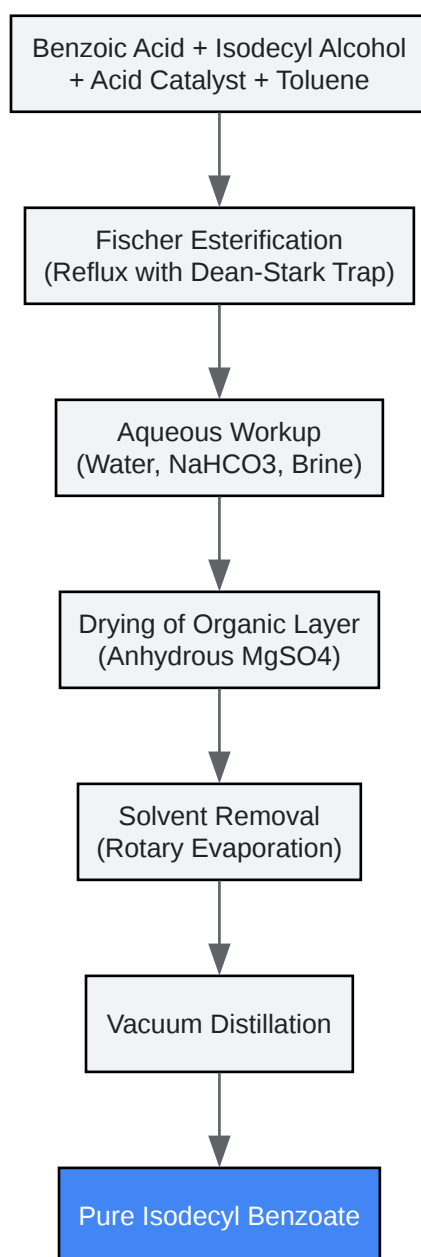 Benzoic Acid + Isodecyl Alcohol
+ Acid Catalyst + Toluene
Fischer Esterification
(Reflux with Dean-Stark Trap)
Aqueous Workup
(Water, NaHCO3, Brine)
Drying of Organic Layer
(Anhydrous MgSO4)
Solvent Removal
(Rotary Evaporation)
Vacuum Distillation
Pure Isodecyl Benzoate